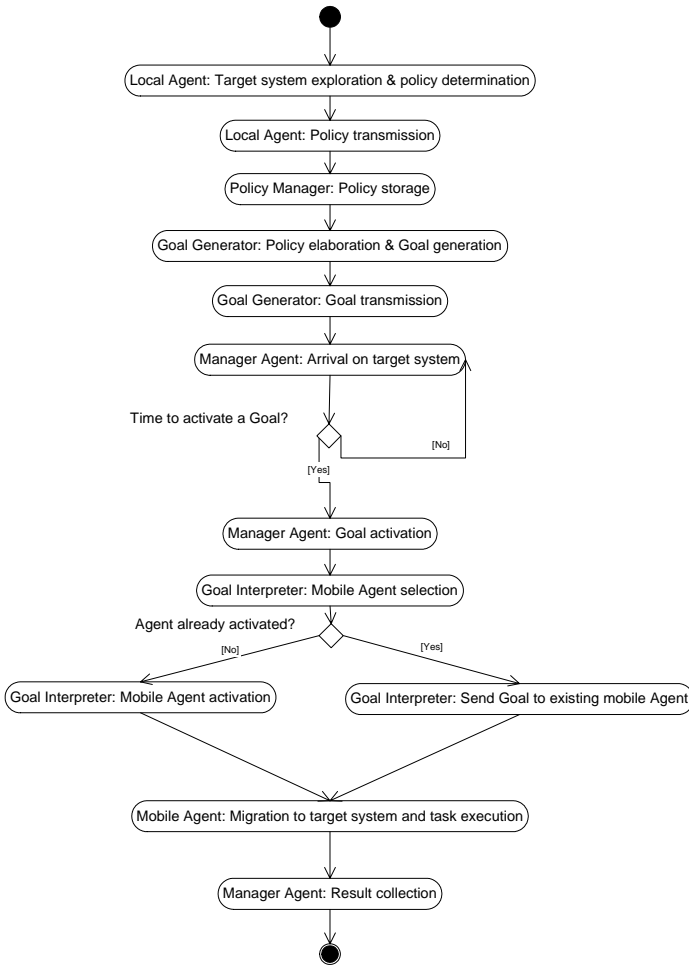 Local Agent: Target system exploration & policy determination
Local Agent: Policy transmission
Policy Manager: Policy storage
Goal Generator: Policy elaboration & Goal generation
Goal Generator: Goal transmission
Manager Agent: Arrival on target system
Time to activate a Goal?
[No]
[Yes]
Manager Agent: Goal activation
Goal Interpreter: Mobile Agent selection
Agent already activated?
[No]
[Yes]
Goal Interpreter: Mobile Agent activation
Goal Interpreter: Send Goal to existing mobile Agent
Mobile Agent: Migration to target system and task execution
Manager Agent: Result collection